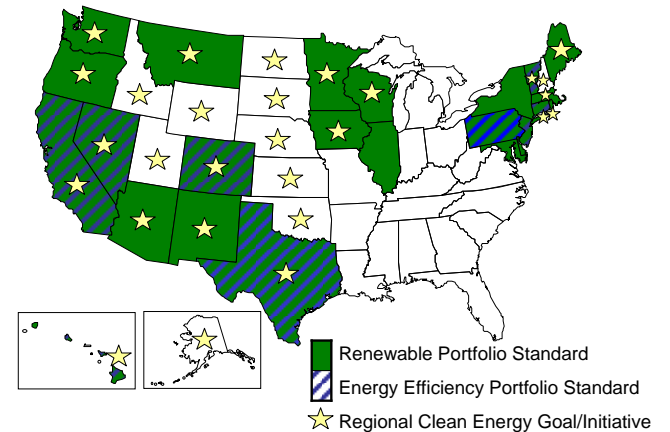 Renewable Portfolio Standard
Energy Efficiency Portfolio Standard
Regional Clean Energy Goal/Initiative